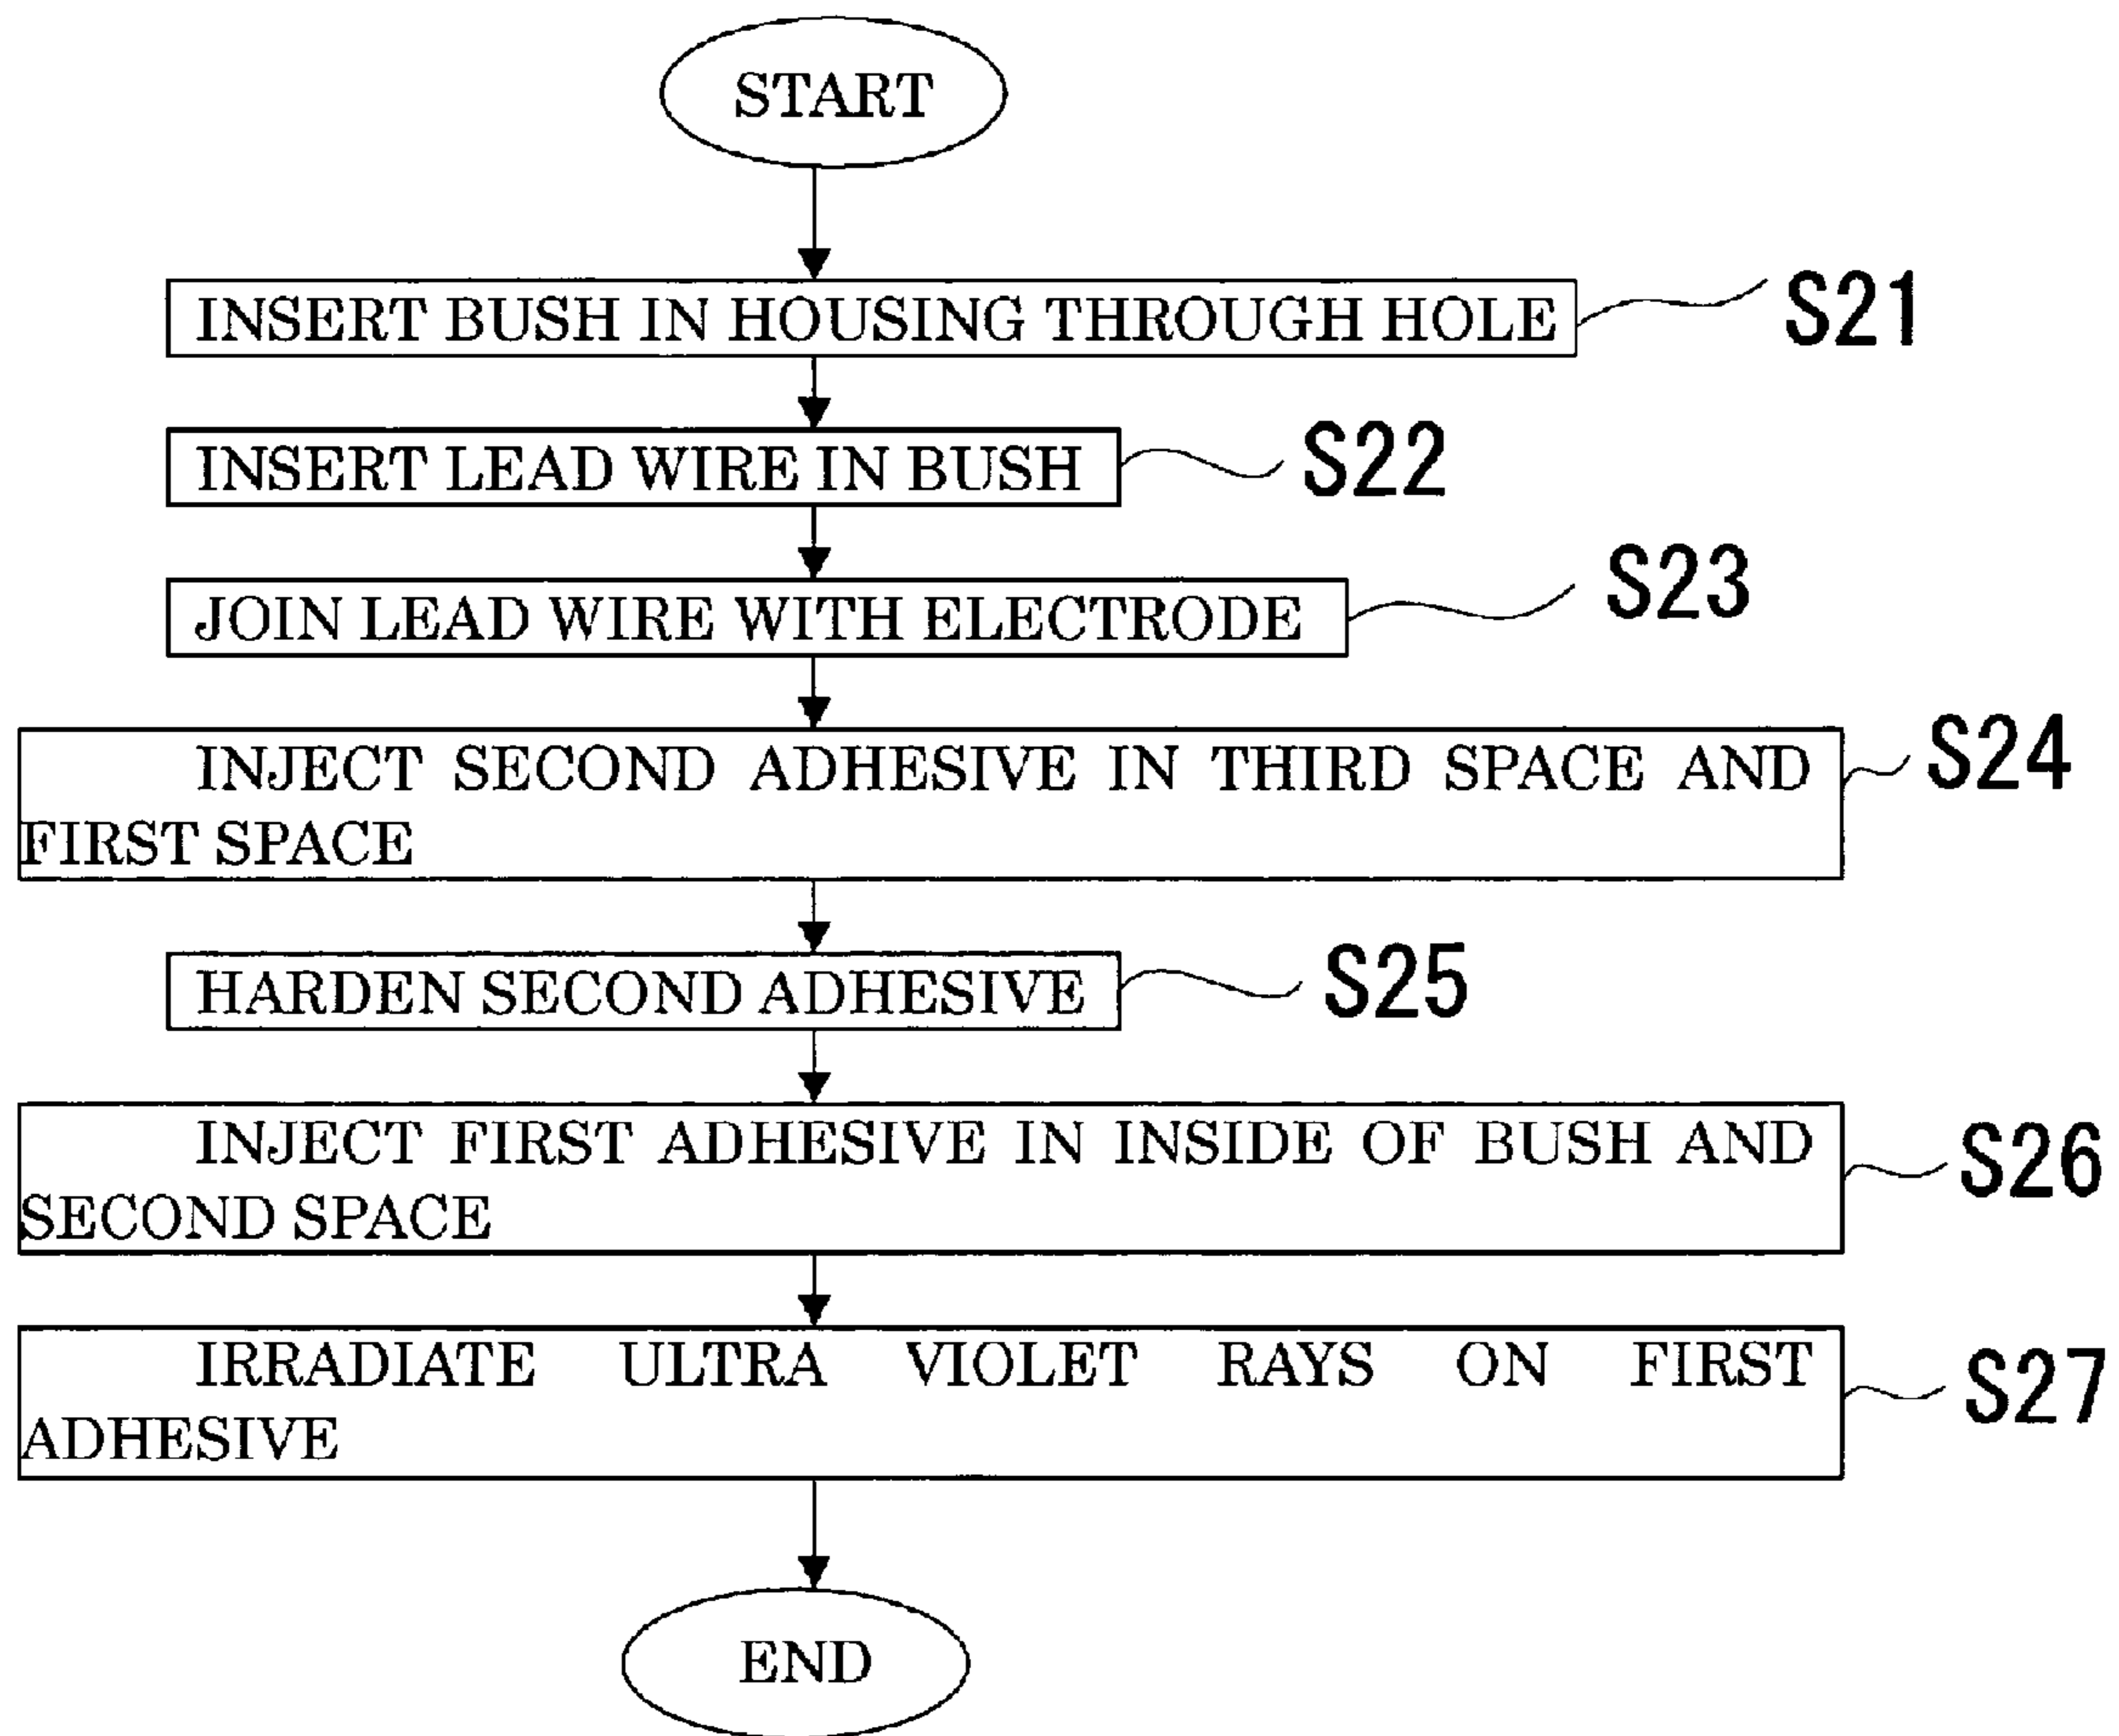 START
INSERT BUSH IN HOUSING THROUGH HOLE
S21
INSERT LEAD WIRE IN BUSH
S22
JOIN LEAD WIRE WITH ELECTRODE
S23
INJECT SECOND ADHESIVE IN THIRD SPACE AND
FIRST SPACE
S24
HARDEN SECOND ADHESIVE
S25
INJECT FIRST ADHESIVE IN INSIDE OF BUSH AND
SECOND SPACE
S26
IRRADIATE ULTRA VIOLET RAYS ON FIRST
ADHESIVE
S27
END